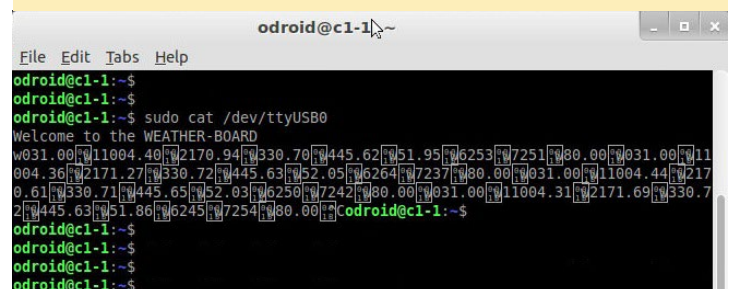 odroid@c1-1: ~
File Edit Tabs Help
odroid@c1-1:~$
odroid@c1-1:~$
odroid@c1-1:~$ sudo cat /dev/ttyUSB0
Welcome to the WEATHER-BOARD
w031.00□11004.40□2170.94□330.70□445.62□51.95□6253□7251□80.00□031.00□11
004.36□2171.27□330.72□445.63□52.05□6264□7237□80.00□031.00□11004.44□217
0.61□330.71□445.65□52.03□6250□7242□80.00□031.00□11004.31□2171.69□330.7
2□445.63□51.86□6245□7254□80.00□Codroid@c1-1:~$
odroid@c1-1:~$
odroid@c1-1:~$
odroid@c1-1:~$
odroid@c1-1:~$